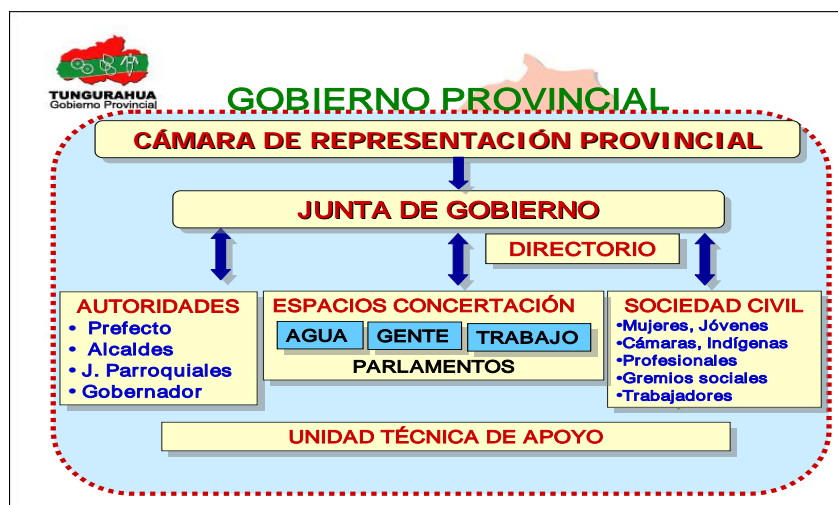 TUNGURAHUA
Gobierno Provincial
GOBIERNO PROVINCIAL
CÁMARA DE REPRESENTACIÓN PROVINCIAL
JUNTA DE GOBIERNO
DIRECTORIO
AUTORIDADES
• Prefecto
• Alcaldes
• J. Parroquiales
• Gobernador
ESPACIOS CONCERTACIÓN
AGUA GENTE TRABAJO
PARLAMENTOS
SOCIEDAD CIVIL
•Mujeres, Jóvenes
•Cámaras, Indígenas
•Profesionales
•Gremios sociales
•Trabajadores
UNIDAD TÉCNICA DE APOYO